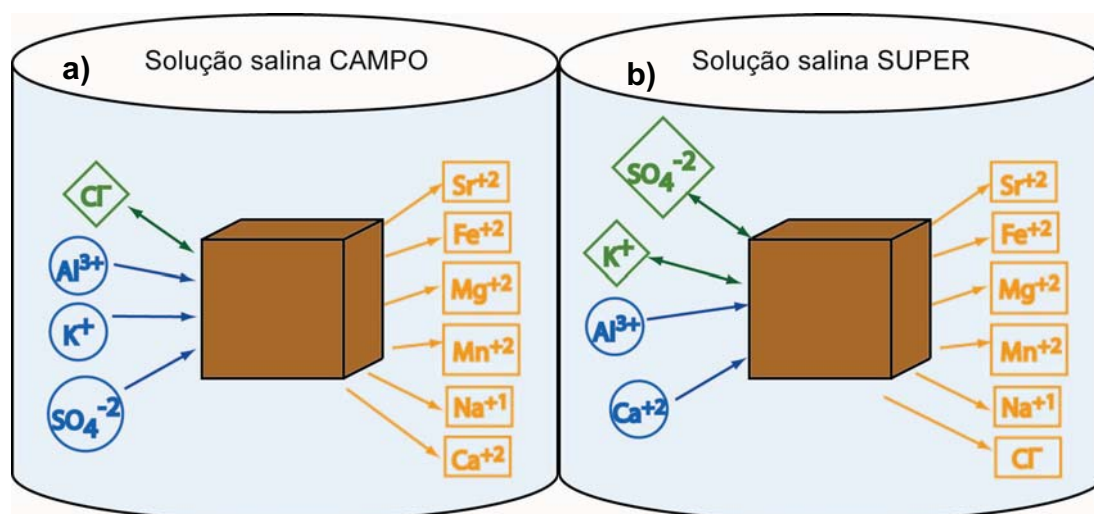 a)
Solução salina CAMPO
Cl⁻
Al³⁺
K⁺
SO₄⁻²
Sr⁺²
Fe⁺²
Mg⁺²
Mn⁺²
Na⁺¹
Ca⁺²
b)
Solução salina SUPER
SO₄⁻²
K⁺
Al³⁺
Ca⁺²
Sr⁺²
Fe⁺²
Mg⁺²
Mn⁺²
Na⁺¹
Cl⁻